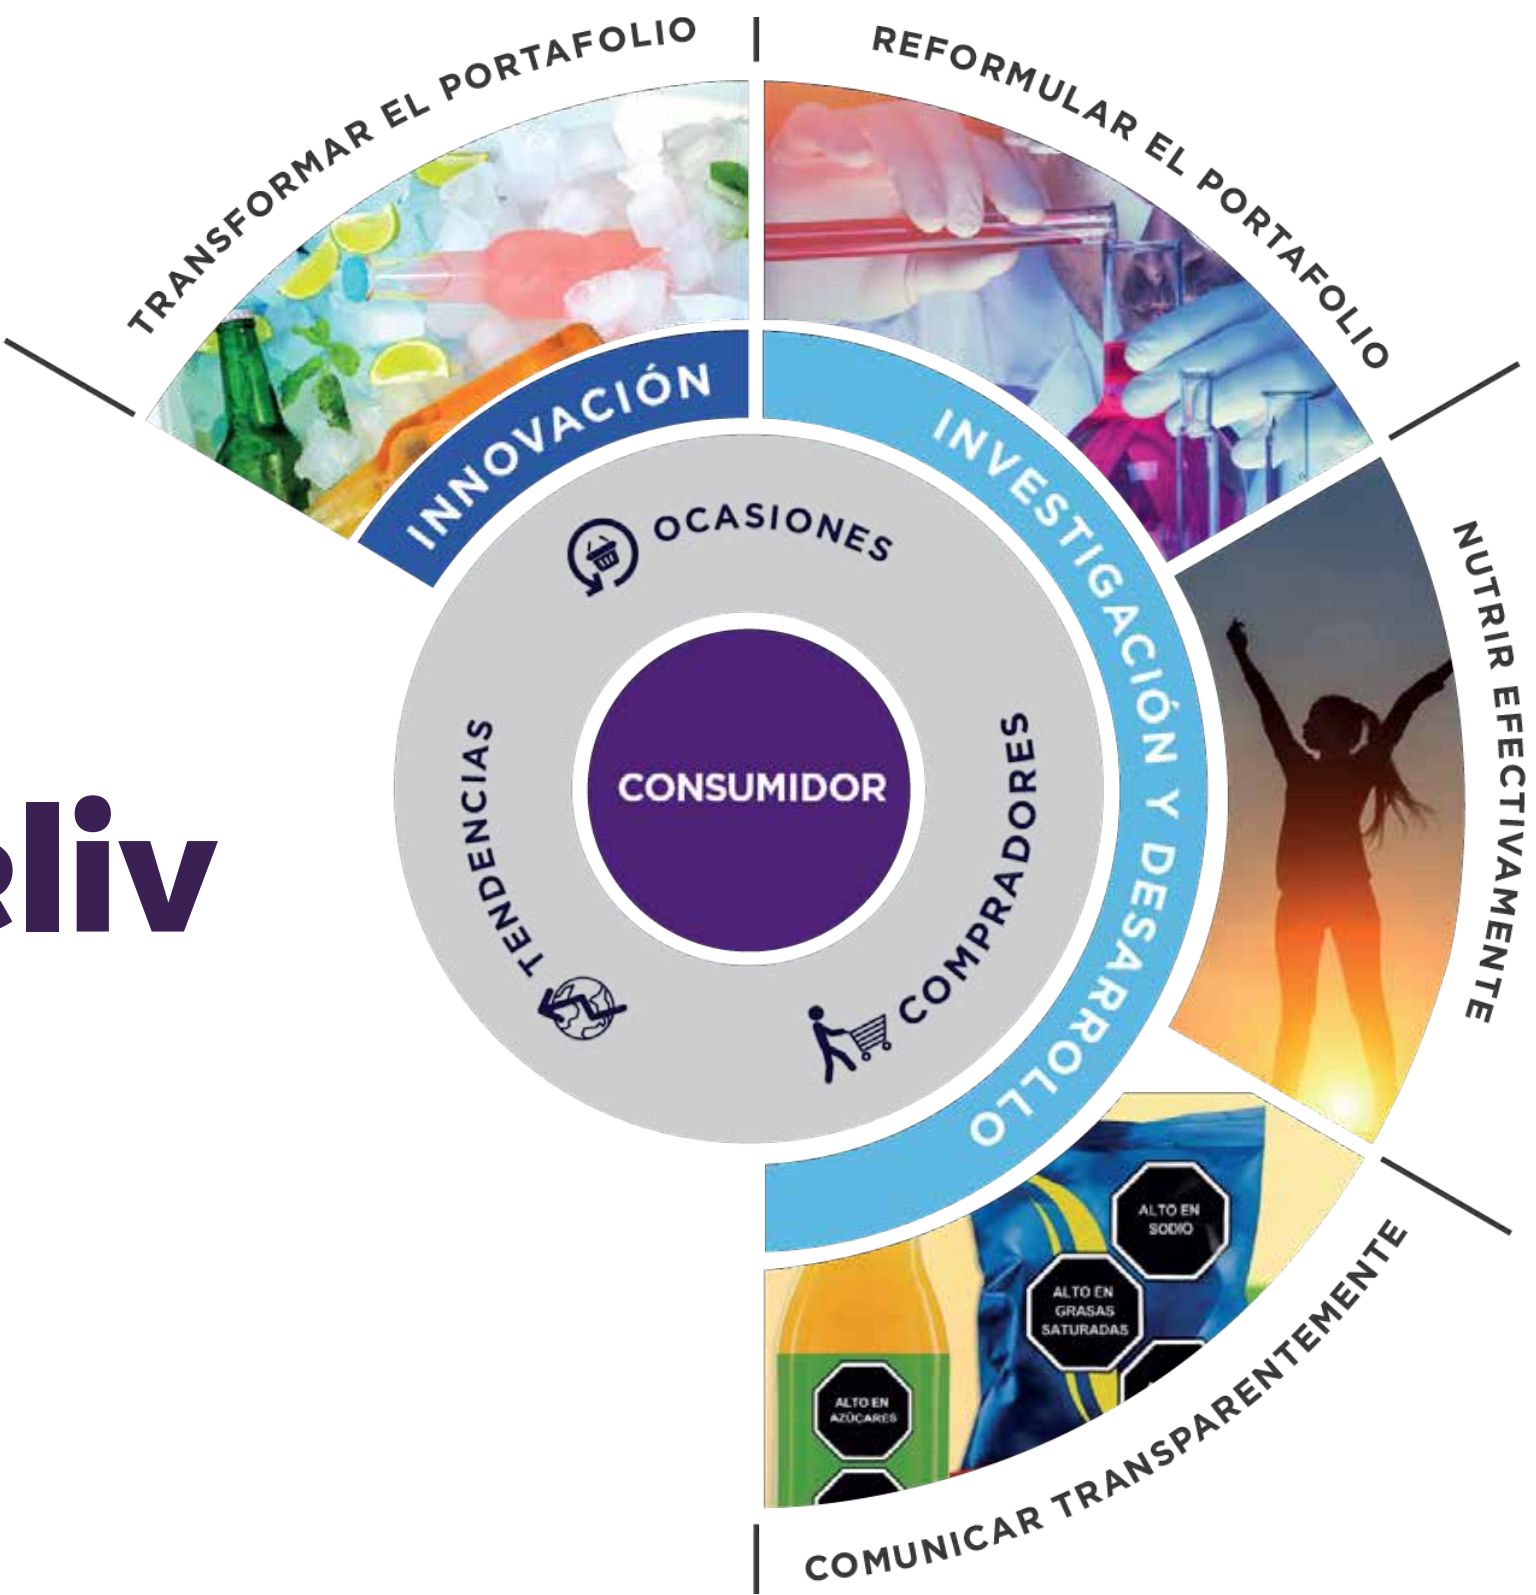 TRANSFORMAR EL PORTAFOLIO
REFORMULAR EL PORTAFOLIO
NUTRIR EFECTIVAMENTE
COMUNICAR TRANSPARENTEMENTE
INNOVACIÓN
INVESTIGACIÓN Y DESARROLLO
OCASIONES
TENDENCIAS
COMPRADORES
CONSUMIDOR
liv
ALTO EN
SODIO
ALTO EN
GRASAS
SATURADAS
ALTO EN
AZÚCARES